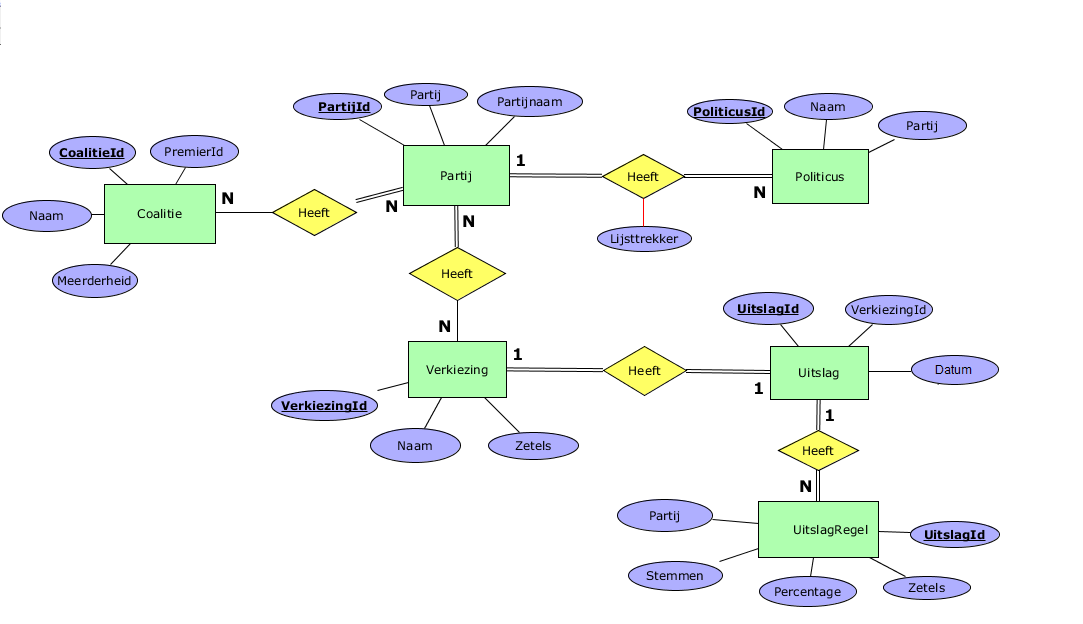 PartijId
Partij
Partijnaam
PoliticusId
Naam
Partij
CoalitieId
PremierId
Naam
Coalitie
Meerderheid
N
Heeft
N
Partij
1
Heeft
N
Politicus
Lijsttrekker
N
Heeft
N
Verkiezing
1
Heeft
1
Uitslag
UitslagId
VerkiezingId
Datum
VerkiezingId
Naam
Zetels
1
Heeft
N
UitslagRegel
Partij
UitslagId
Stemmen
Percentage
Zetels